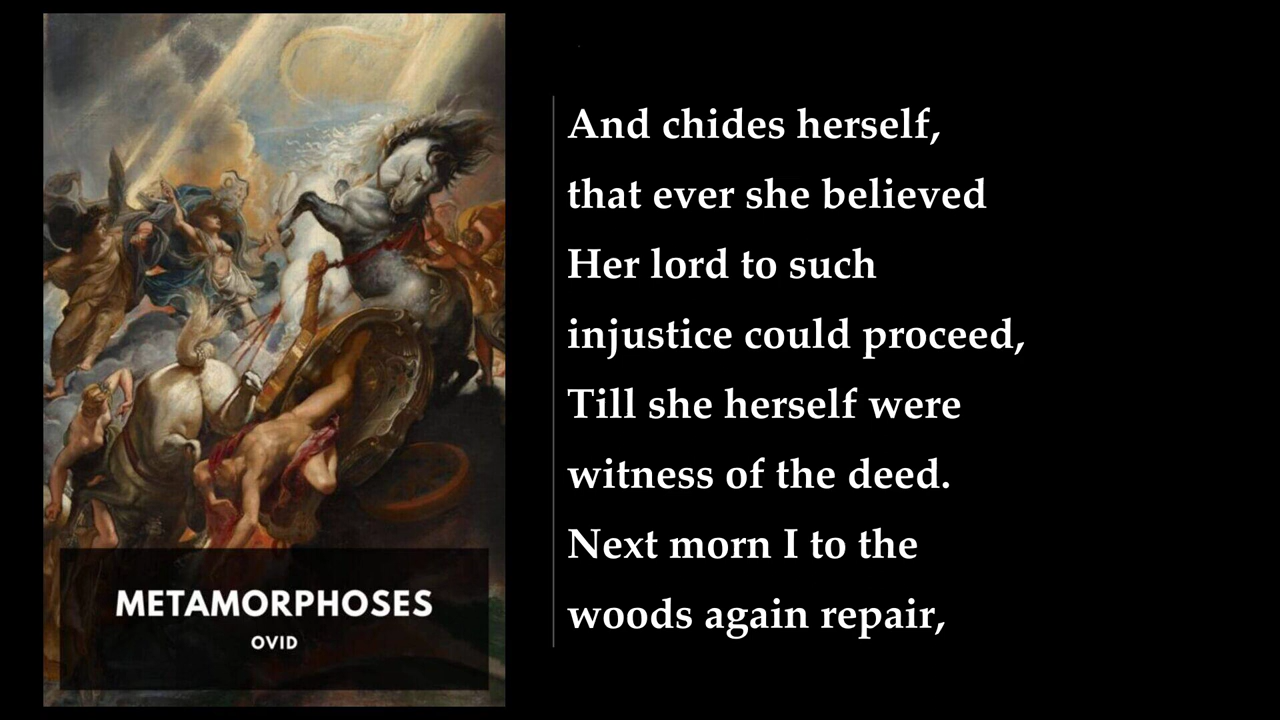 METAMORPHOSES
OVID
And chides herself,
that ever she believed
Her lord to such
injustice could proceed,
Till she herself were
witness of the deed.
Next morn I to the
woods again repair,